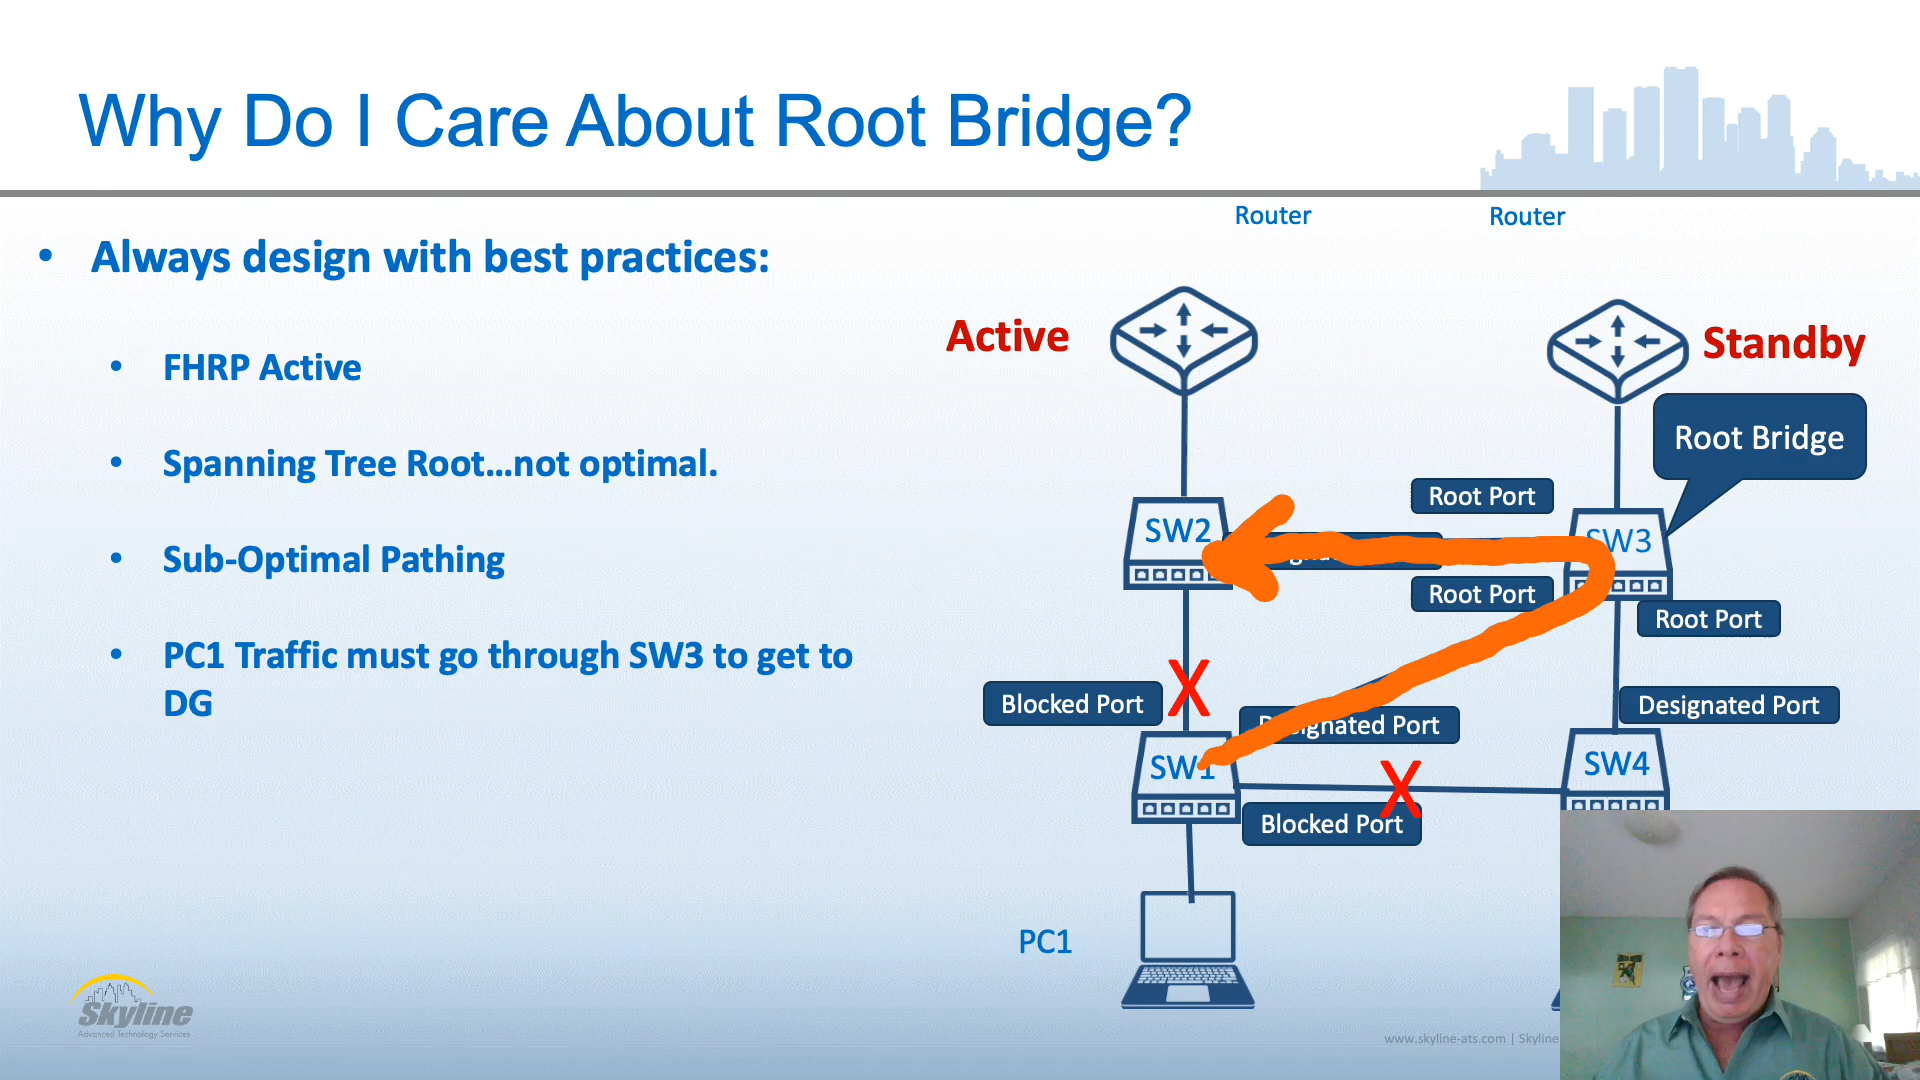 Why Do I Care About Root Bridge?
Router
Router
• Always design with best practices:
Active
Standby
• FHRP Active
Root Bridge
• Spanning Tree Root...not optimal.
Root Port
SW2
SW3
• Sub-Optimal Pathing
Root Port
Root Port
• PC1 Traffic must go through SW3 to get to
DG
X
Blocked Port
Designated Port
Designated Port
SW1
X
SW4
Blocked Port
PC1
Skyline
Advanced Technology Services
www.skyline-ats.com | Skyline